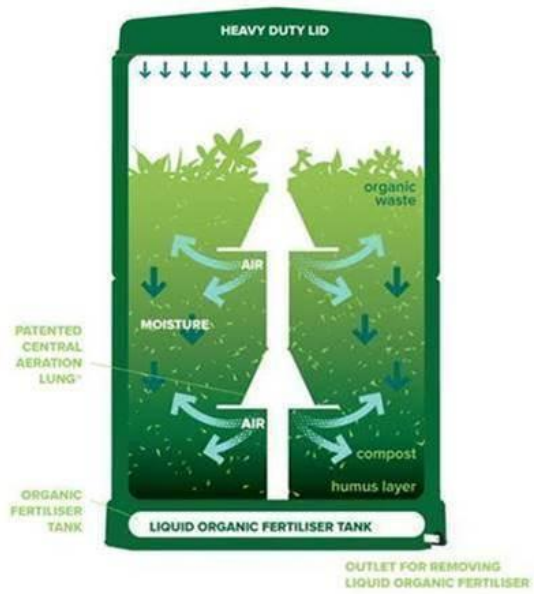 HEAVY DUTY LID
organic
waste
AIR
MOISTURE
PATENTED
CENTRAL
AERATION
LUNG"
AIR
compost
humus layer
ORGANIC
FERTILISER
TANK
LIQUID ORGANIC FERTILISER TANK
OUTLET FOR REMOVING
LIQUID ORGANIC FERTILISER